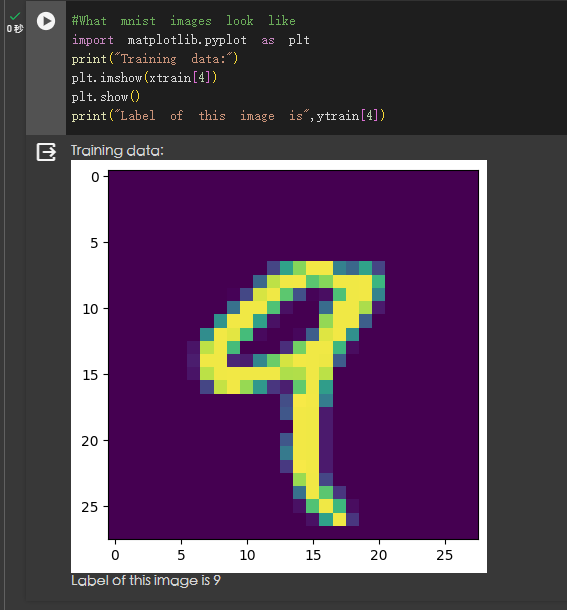 0 秒
#What mnist images look like
import matplotlib.pyplot as plt
print("Training data:")
plt.imshow(xtrain[4])
plt.show()
print("Label of this image is",ytrain[4])
Training data:
0
5
10
15
20
25
0 5 10 15 20 25
Label of this image is 9